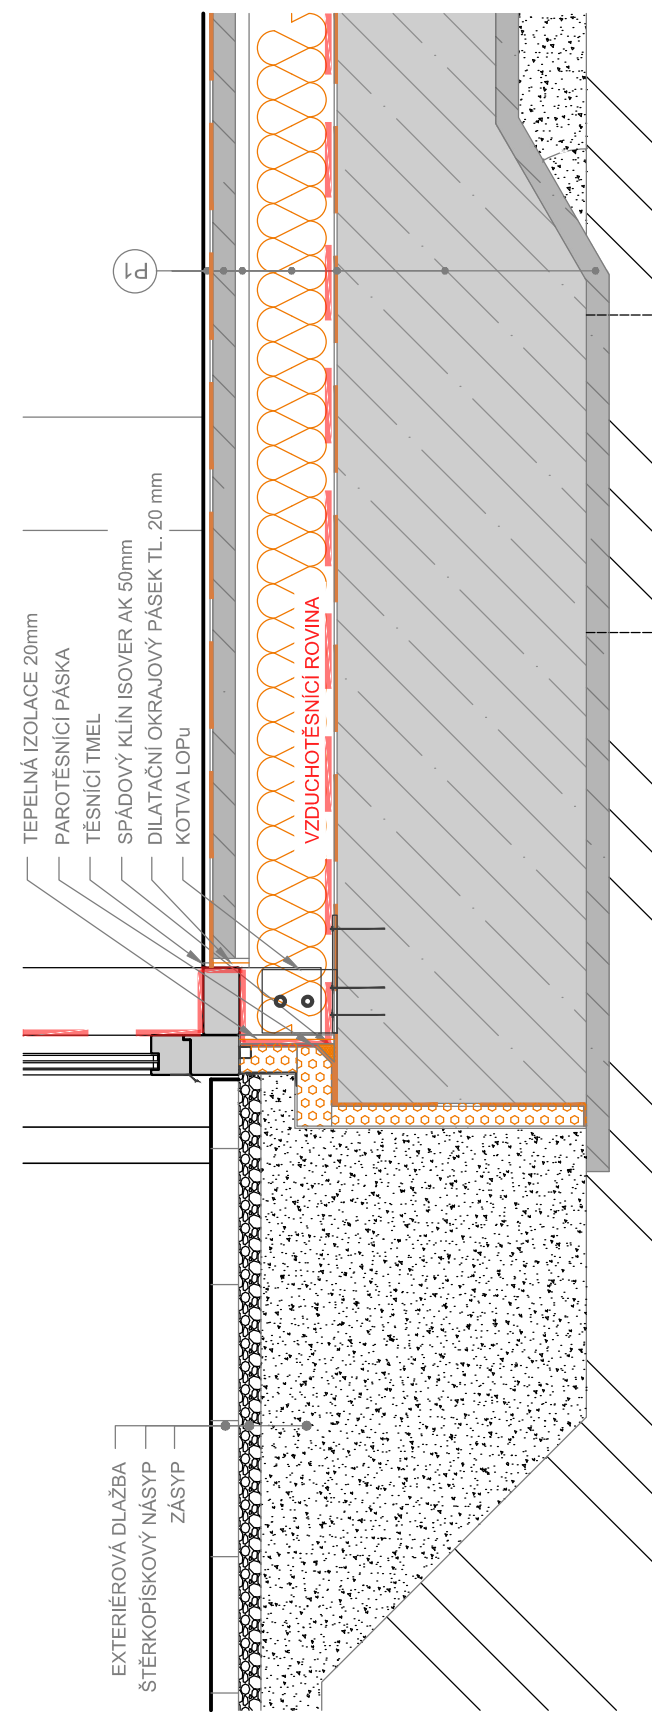 P1
TEPELNÁ IZOLACE 20mm
PAROTĚSNÍCÍ PÁSKA
TĚSNÍCÍ TMEL
SPÁDOVÝ KLÍN ISOVER AK 50mm
DILATAČNÍ OKRAJOVÝ PÁSEK TL. 20 mm
KOTVA LOPu
VZDUCHOTĚSNÍCÍ ROVINA
EXTERIÉROVÁ DLAŽBA
ŠTĚRKOPÍSKOVÝ NÁSYP
ZÁSYP